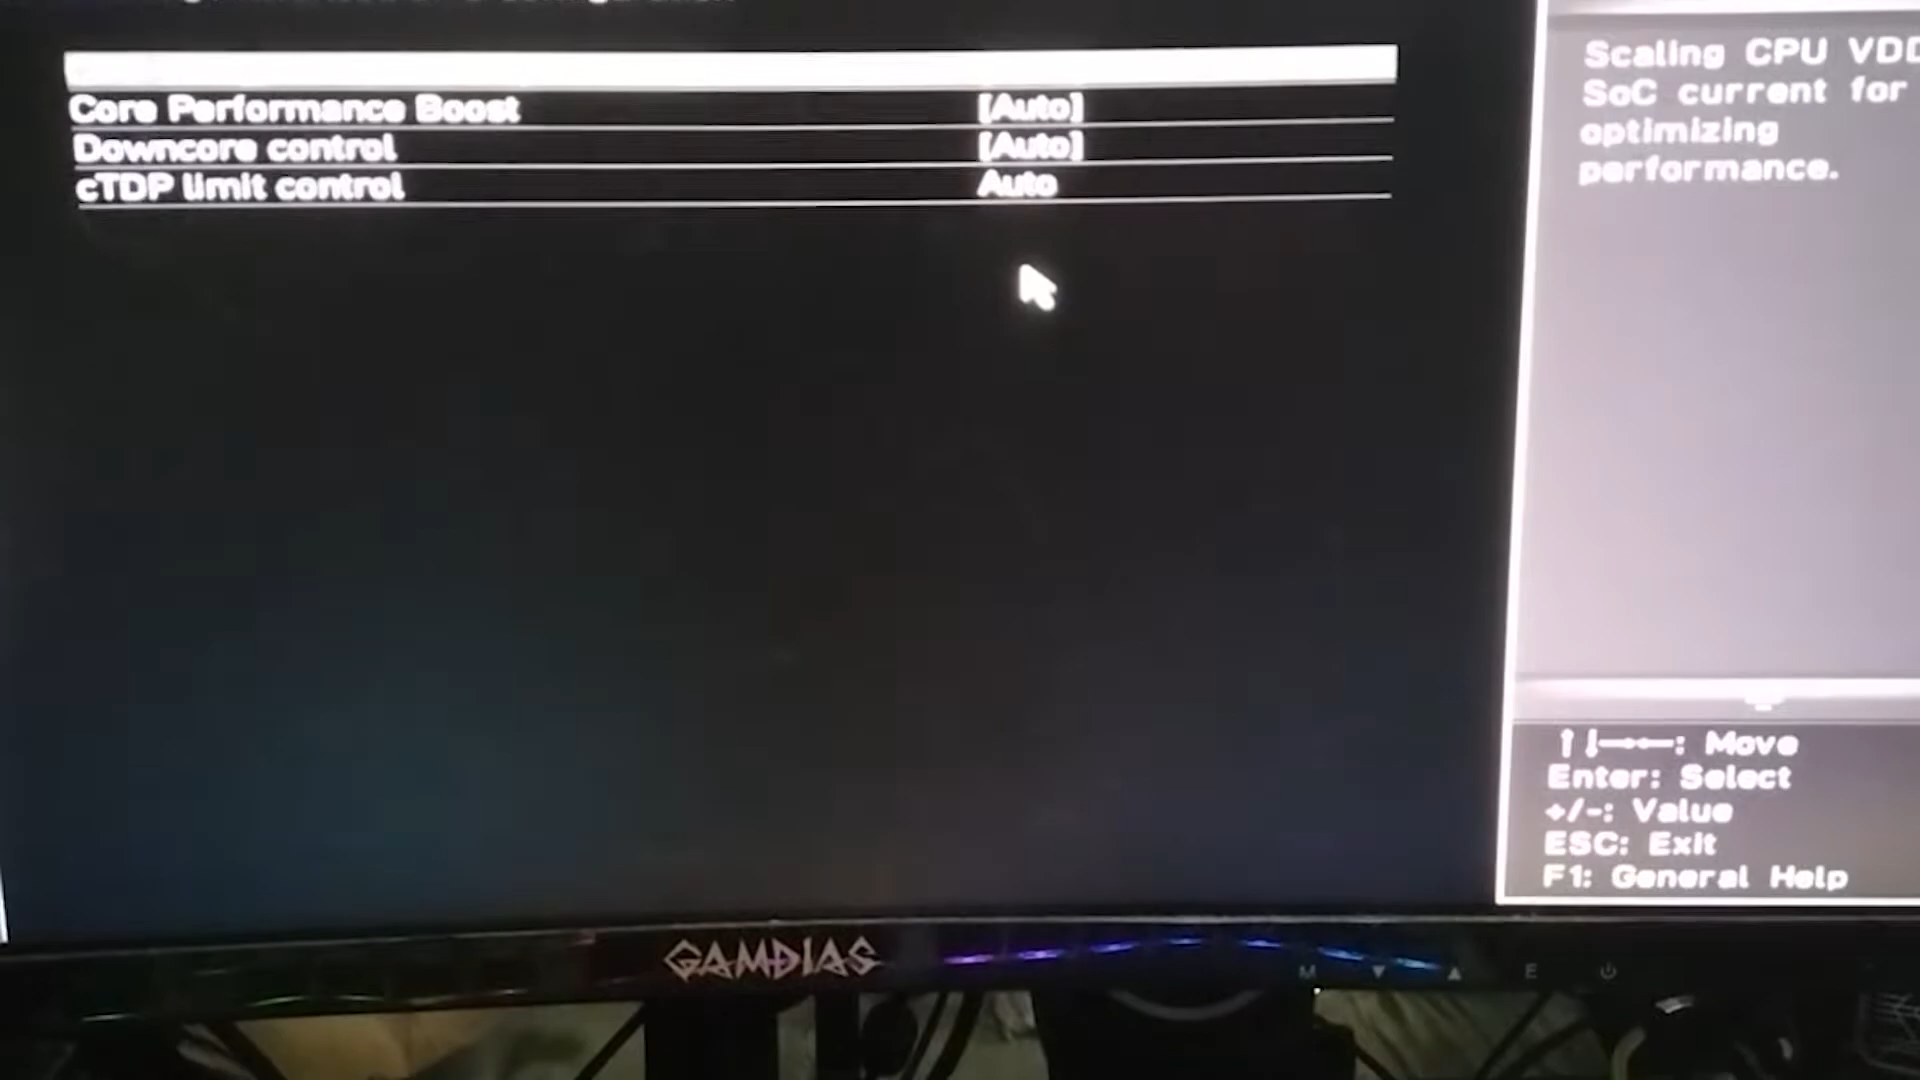 Core Performance Boost [Auto]
Downcore control [Auto]
cTDP limit control Auto
Scaling CPU VDD
SoC current for
optimizing
performance.
↑↓→←: Move
Enter: Select
+/-: Value
ESC: Exit
F1: General Help
GAMDIAS
M ▼ ▲ E